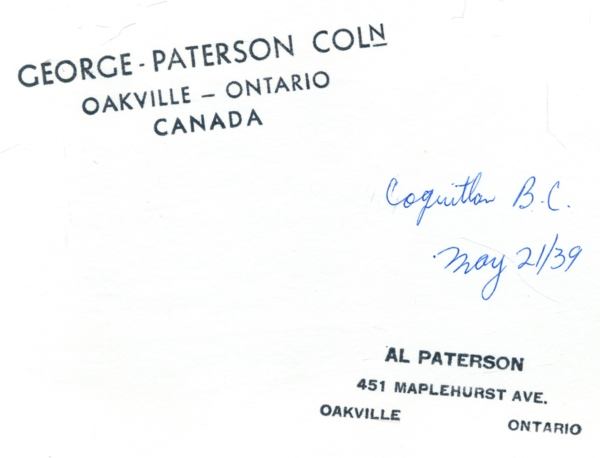 GEORGE - PATERSON COLN
OAKVILLE - ONTARIO
CANADA
Coquitlam B.C.
May 21/39
AL PATERSON
451 MAPLEHURST AVE.
OAKVILLE ONTARIO